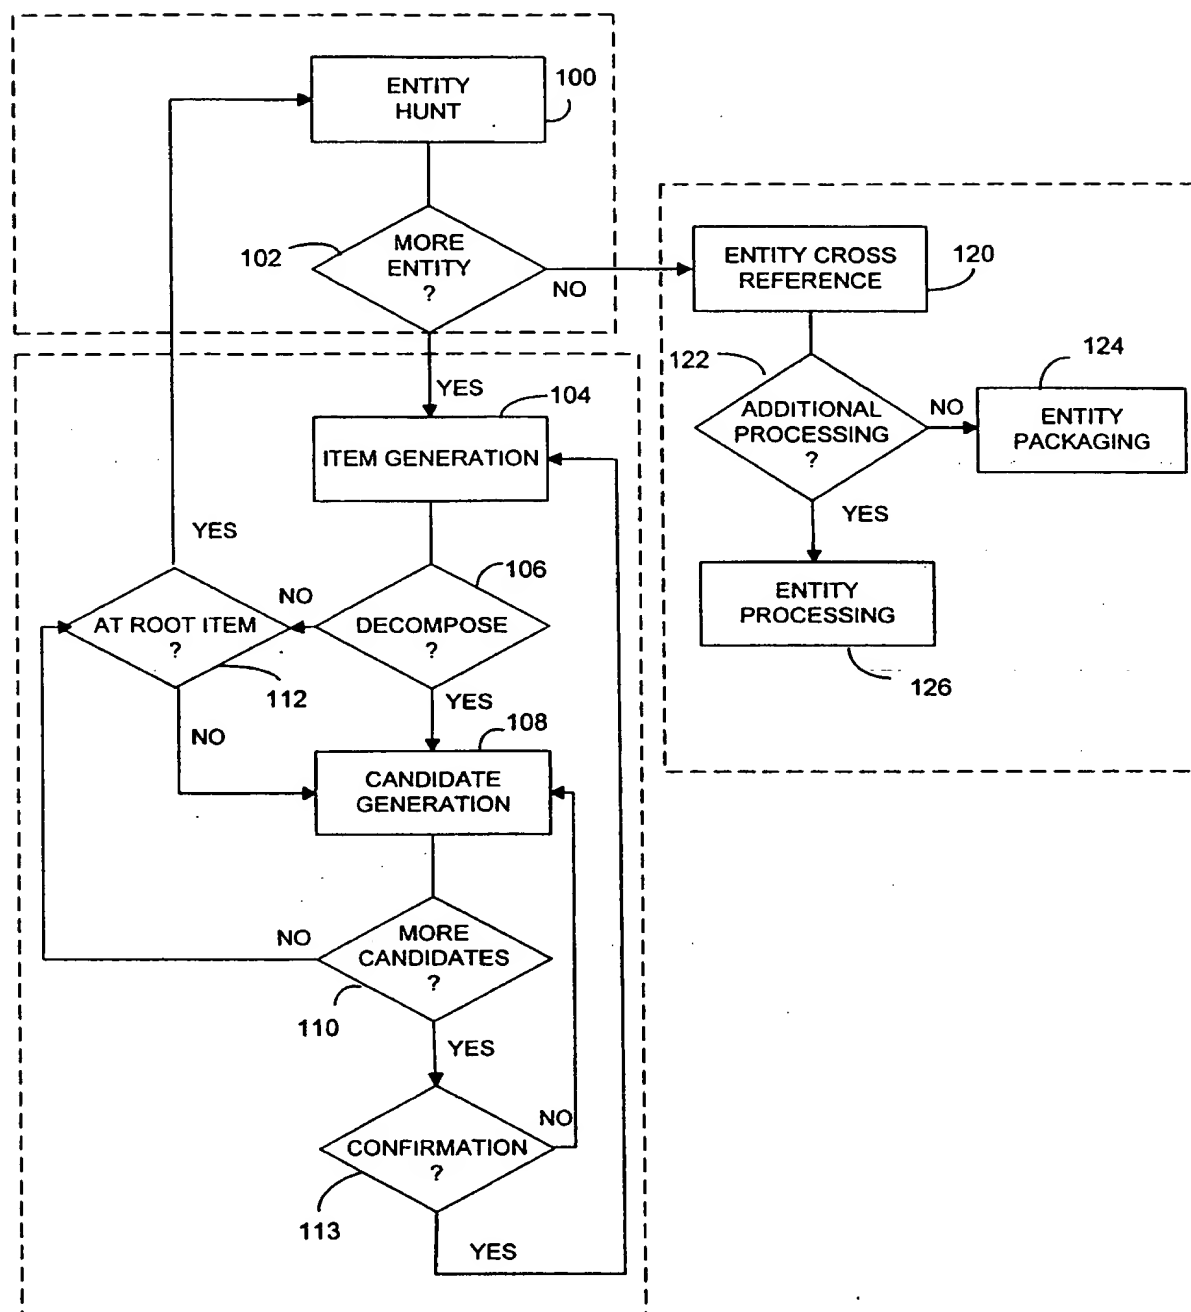 ENTITY
HUNT
100
102
MORE
ENTITY
?
NO
YES
ENTITY CROSS
REFERENCE
120
122
ADDITIONAL
PROCESSING
?
NO
124
ENTITY
PACKAGING
YES
ENTITY
PROCESSING
126
104
ITEM GENERATION
106
DECOMPOSE
?
NO
YES
YES
AT ROOT ITEM
?
112
NO
108
CANDIDATE
GENERATION
MORE
CANDIDATES
?
NO
110
YES
CONFIRMATION
?
NO
113
YES